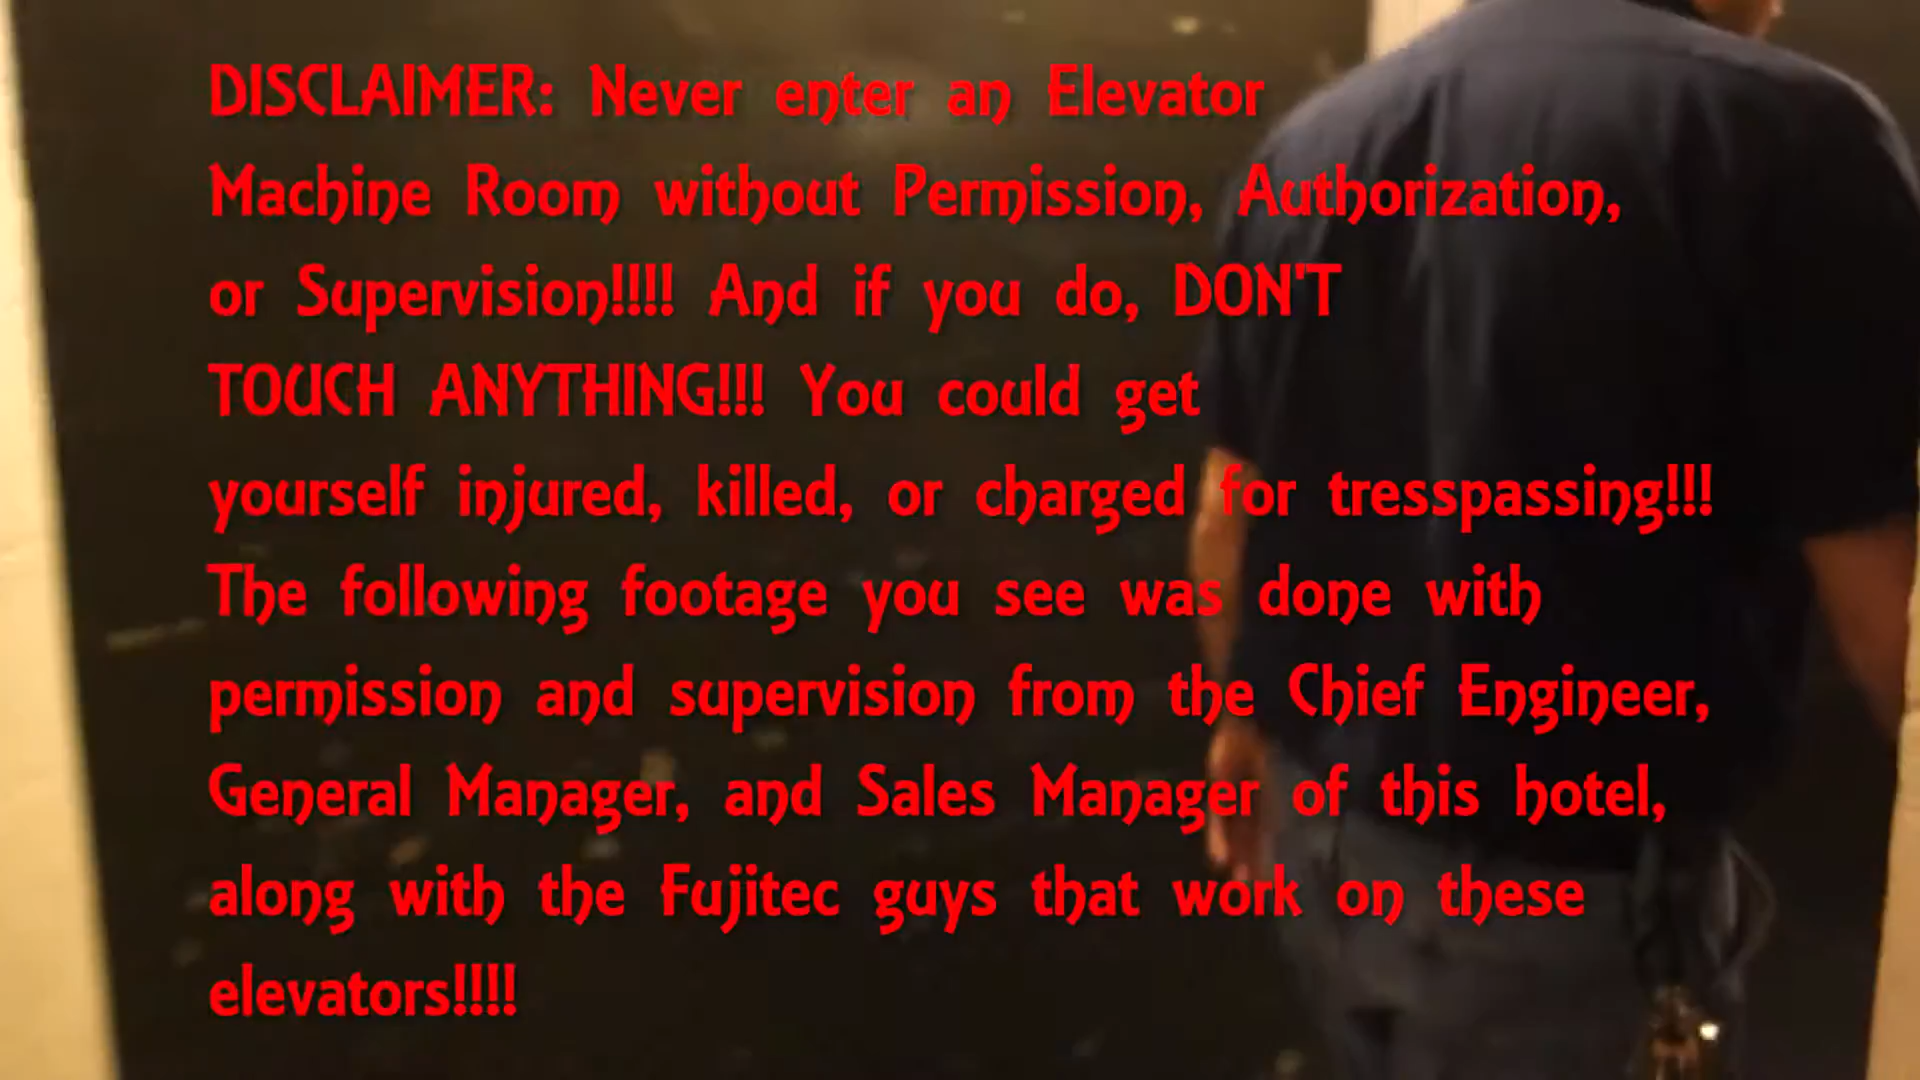 DISCLAIMER: Never enter an Elevator
Machine Room without Permission, Authorization,
or Supervision!!!! And if you do, DON'T
TOUCH ANYTHING!!! You could get
yourself injured, killed, or charged for tresspassing!!!
The following footage you see was done with
permission and supervision from the Chief Engineer,
General Manager, and Sales Manager of this hotel,
along with the Fujitec guys that work on these
elevators!!!!